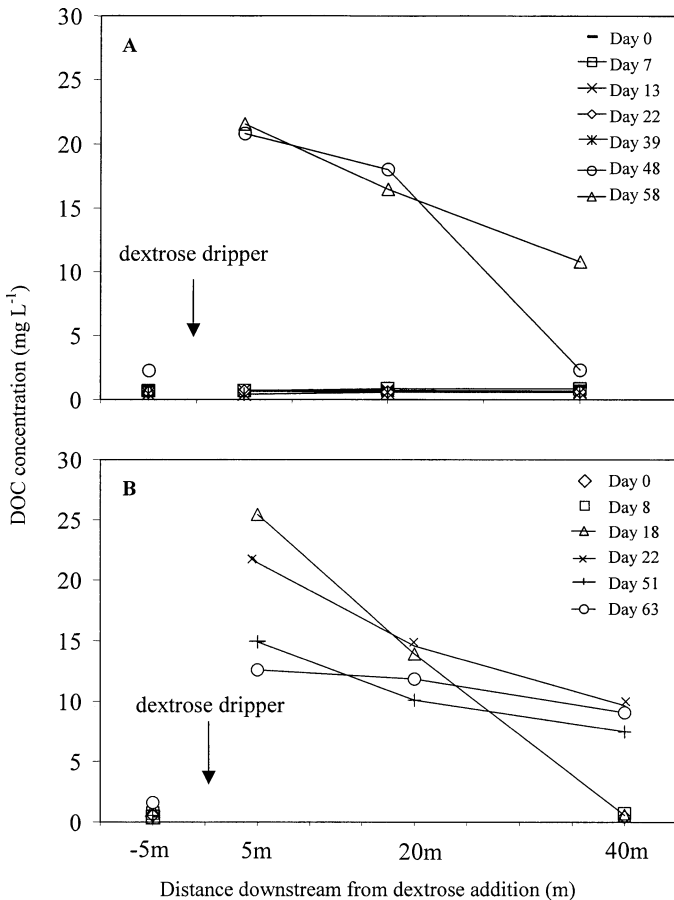 30
A
Day 0
Day 7
25
Day 13
Day 22
20
Day 39
Day 48
Day 58
15
dextrose dripper
10
5
0
DOC concentration (mg L-1)
30
B
Day 0
Day 8
25
Day 18
Day 22
20
Day 51
Day 63
15
dextrose dripper
10
5
0
-5m 5m 20m 40m
Distance downstream from dextrose addition (m)